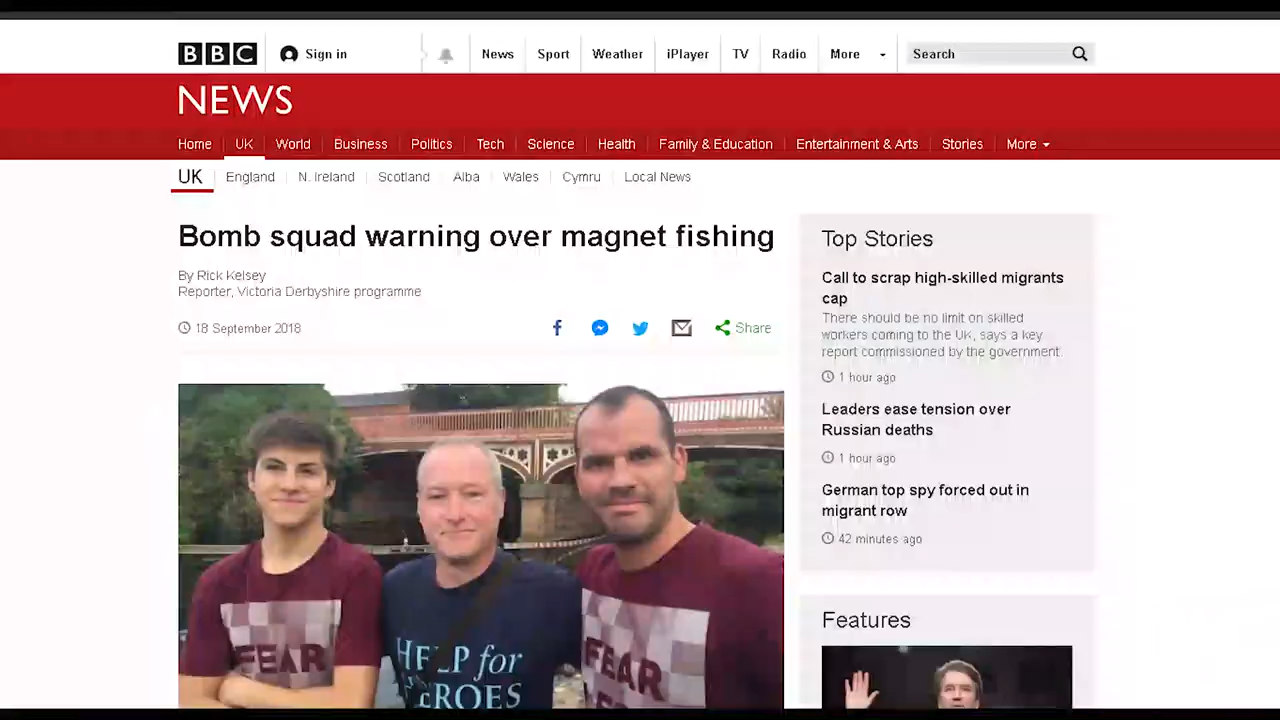 BBC
Sign in
News
Sport
Weather
iPlayer
TV
Radio
More
Search
NEWS
Home
UK
World
Business
Politics
Tech
Science
Health
Family & Education
Entertainment & Arts
Stories
More
UK
England
N. Ireland
Scotland
Alba
Wales
Cymru
Local News
Bomb squad warning over magnet fishing
By Rick Kelsey
Reporter, Victoria Derbyshire programme
18 September 2018
Share
FEAR
HELP for
HEROES
FEAR
Top Stories
Call to scrap high-skilled migrants
cap
There should be no limit on skilled
workers coming to the UK, says a key
report commissioned by the government
1 hour ago
Leaders ease tension over
Russian deaths
1 hour ago
German top spy forced out in
migrant row
42 minutes ago
Features